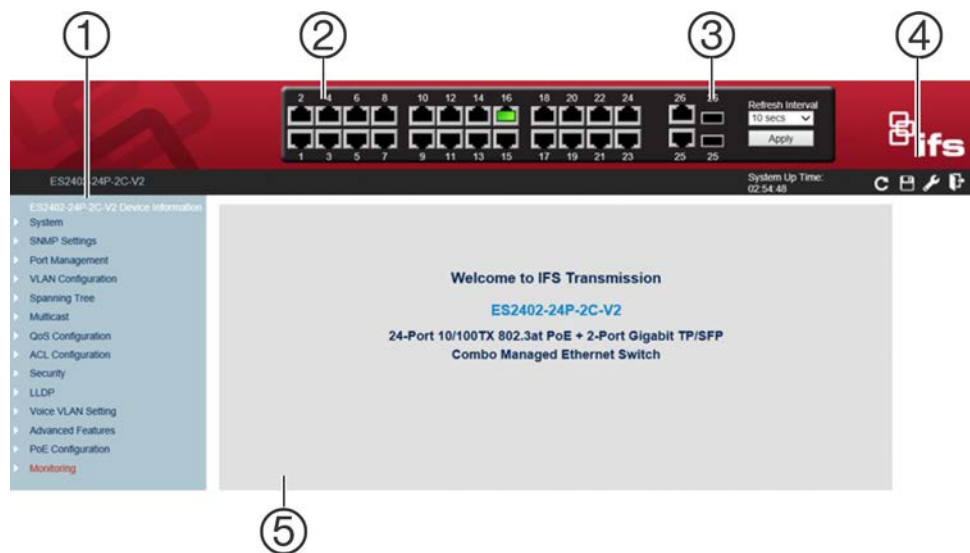 1 2 3 4
2 4 6 8 10 12 14 16 18 20 22 24 26 26
Refresh Interval
10 secs
Apply
1 3 5 7 9 11 13 15 17 19 21 23 25 25
ifs
ES2402-24P-2C-V2
System Up Time:
02:54:48
ES2402-24P-2C-V2 Device Information
System
SNMP Settings
Port Management
VLAN Configuration
Spanning Tree
Multicast
QoS Configuration
ACL Configuration
Security
LLDP
Voice VLAN Setting
Advanced Features
PoE Configuration
Monitoring
Welcome to IFS Transmission
ES2402-24P-2C-V2
24-Port 10/100TX 802.3at PoE + 2-Port Gigabit TP/SFP
Combo Managed Ethernet Switch
5